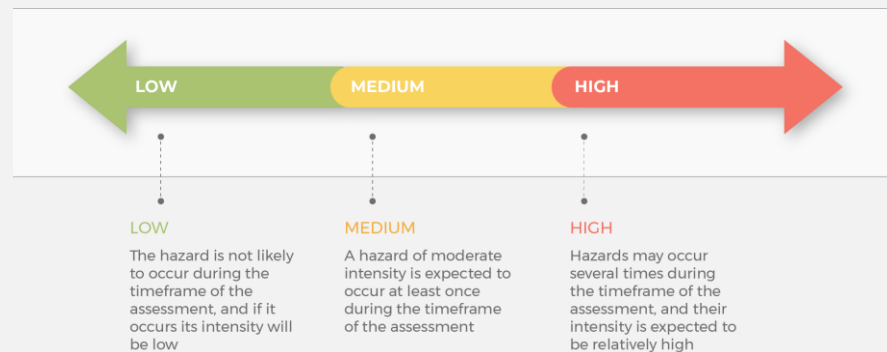 LOW
MEDIUM
HIGH
LOW
The hazard is not likely
to occur during the
timeframe of the
assessment, and if it
occurs its intensity will
be low
MEDIUM
A hazard of moderate
intensity is expected to
occur at least once
during the timeframe
of the assessment
HIGH
Hazards may occur
several times during
the timeframe of the
assessment, and their
intensity is expected to
be relatively high